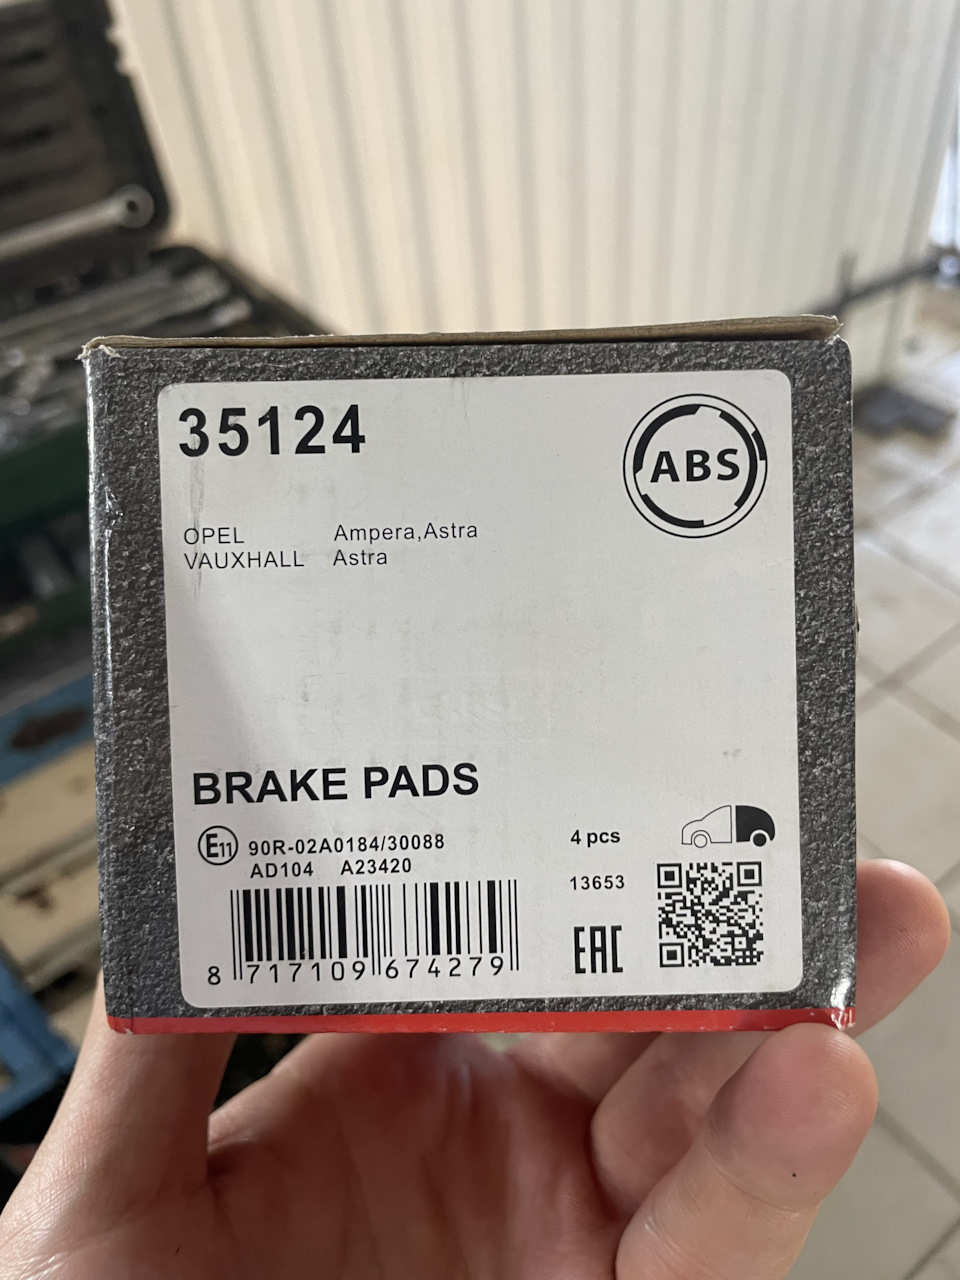 35124
ABS
OPEL Ampera,Astra
VAUXHALL Astra
BRAKE PADS
E11 90R-02A0184/30088
AD104 A23420
4 pcs
13653
EAC
8 717109 674279